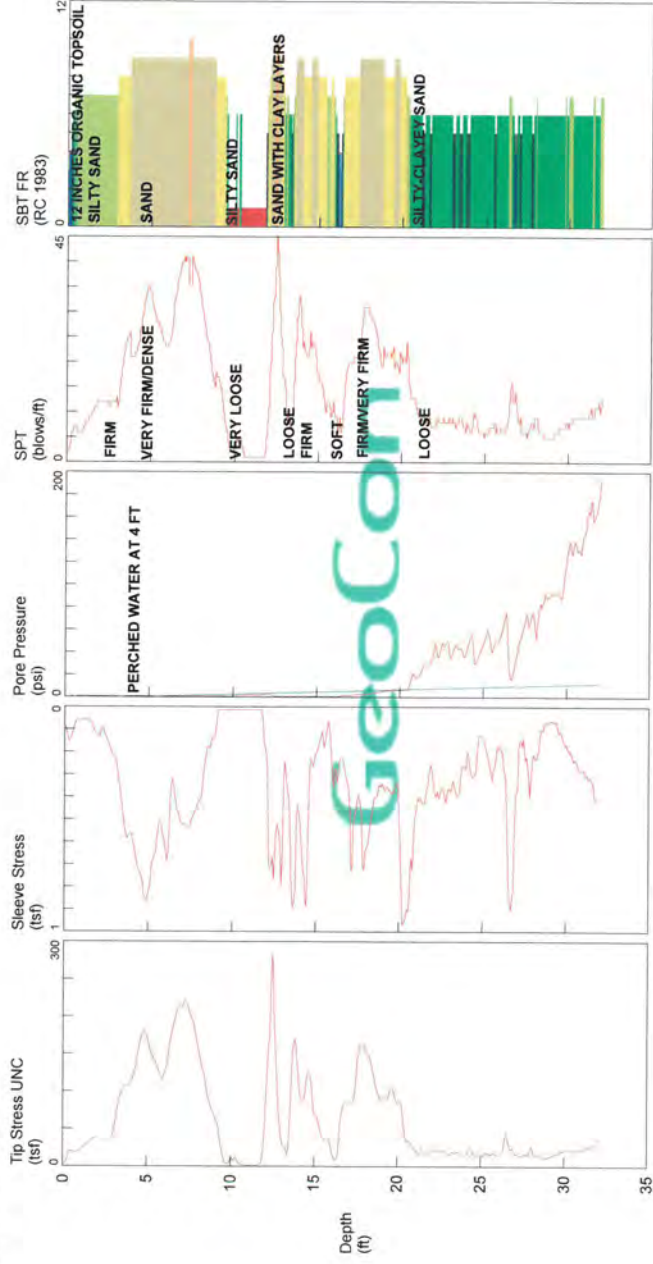 Tip Stress UNC
(tsf)
300
0
Sleeve Stress
(tsf)
1
0
Pore Pressure
(psi)
200
0
PERCHED WATER AT 4 FT
SPT
(blows/ft)
45
0
FIRM
VERY FIRM/DENSE
VERY LOOSE
LOOSE
FIRM
SOFT
FIRM/VERY FIRM
LOOSE
SBT FR
(RC 1983)
12
0
12 INCHES ORGANIC TOPSOIL
SILTY SAND
SAND
SILTY SAND
SAND WITH CLAY LAYERS
SILTY-CLAYEY SAND
Depth
(ft)
0
5
10
15
20
25
30
35
GeoCon